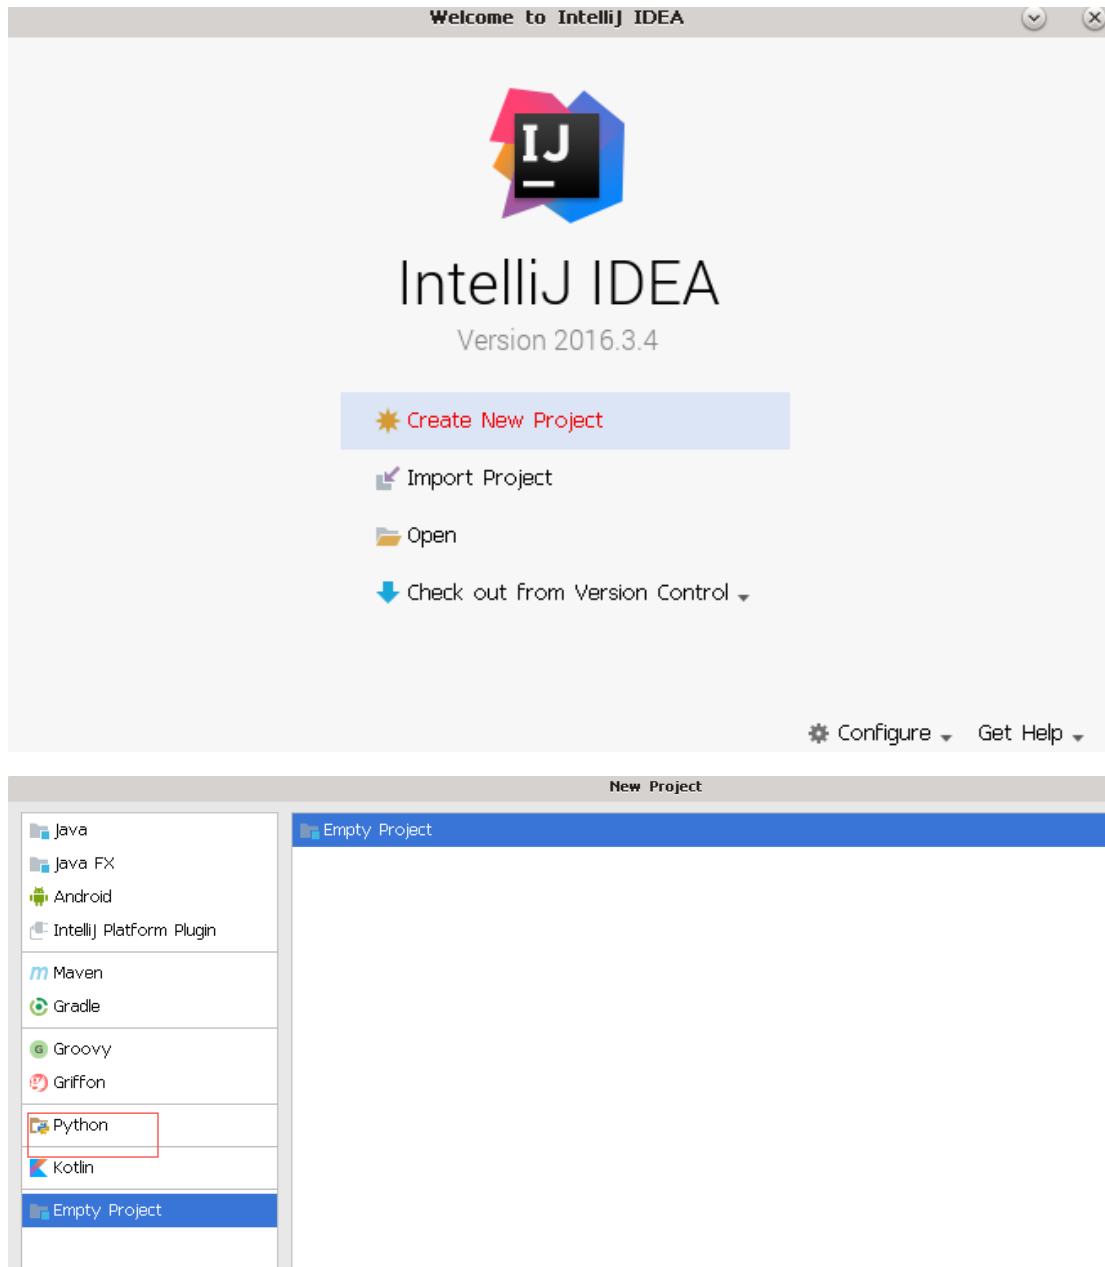 Welcome to IntelliJ IDEA
IJ
IntelliJ IDEA
Version 2016.3.4
Create New Project
Import Project
Open
Check out from Version Control
Configure Get Help
New Project
Java
Java FX
Android
IntelliJ Platform Plugin
Maven
Gradle
Groovy
Griffon
Python
Kotlin
Empty Project
Empty Project